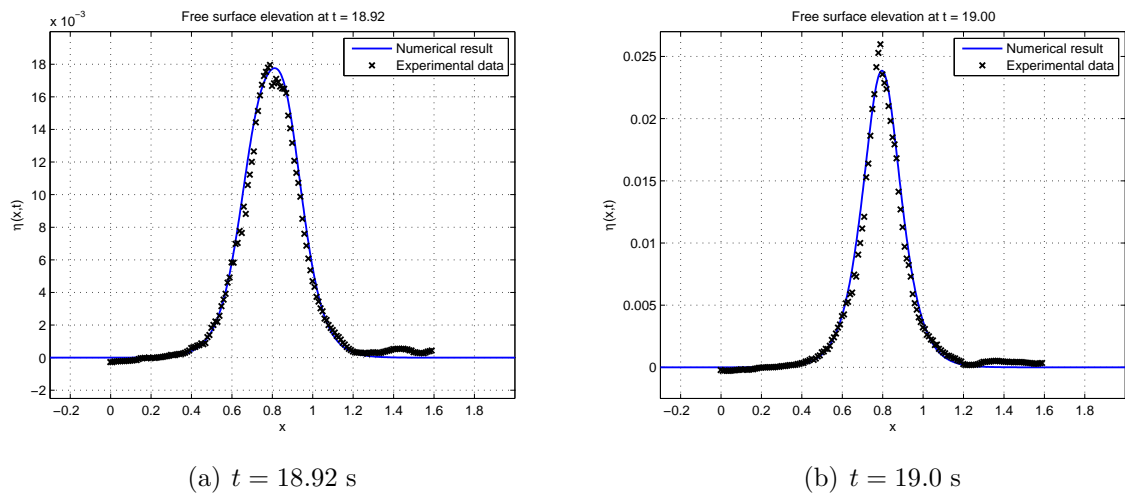 Free surface elevation at t = 18.92
x 10⁻³
Numerical result
Experimental data
18
16
14
12
10
8
6
4
2
0
−2
η(x,t)
−0.2 0 0.2 0.4 0.6 0.8 1 1.2 1.4 1.6 1.8
x
(a) t = 18.92 s
Free surface elevation at t = 19.00
Numerical result
Experimental data
0.025
0.02
0.015
0.01
0.005
0
η(x,t)
−0.2 0 0.2 0.4 0.6 0.8 1 1.2 1.4 1.6 1.8
x
(b) t = 19.0 s